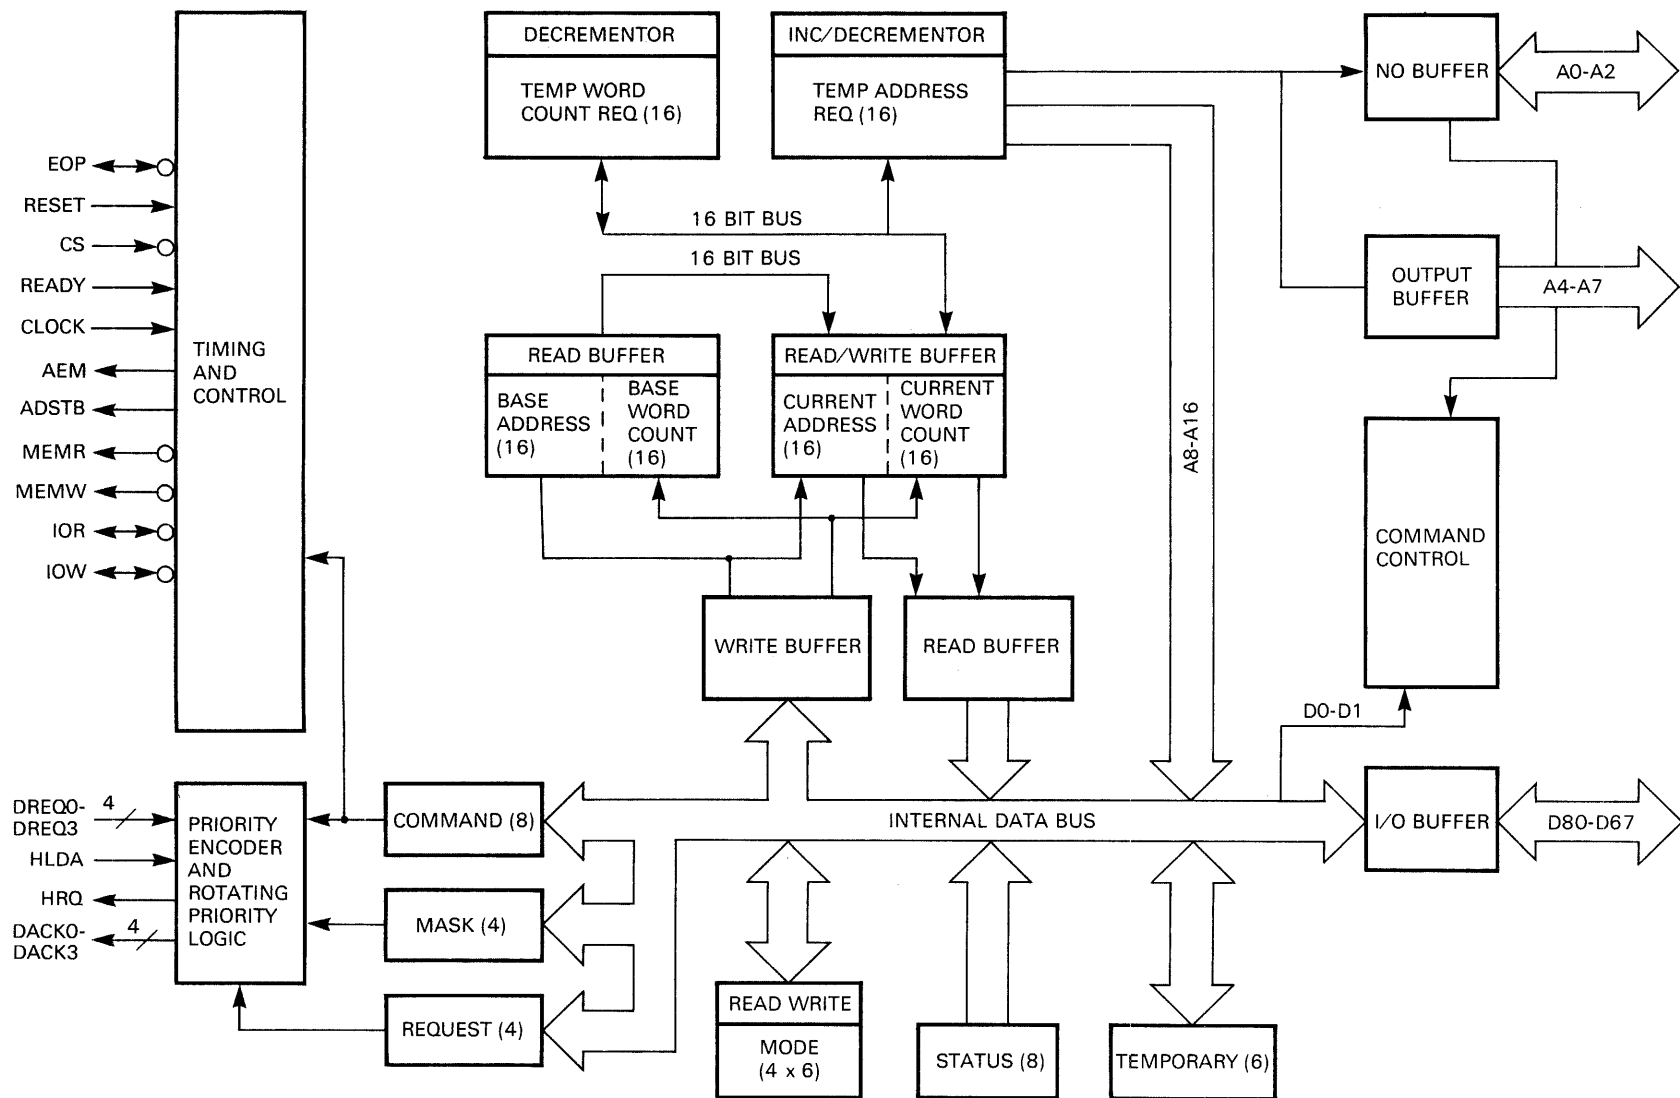 DECREMENTOR
TEMP WORD
COUNT REQ (16)
INC/DECREMENTOR
TEMP ADDRESS
REQ (16)
NO BUFFER
A0-A2
EOP
RESET
CS
READY
CLOCK
AEM
ADSTB
MEMR
MEMW
IOR
IOW
TIMING
AND
CONTROL
16 BIT BUS
16 BIT BUS
OUTPUT
BUFFER
A4-A7
READ BUFFER
BASE
ADDRESS
(16)
BASE
WORD
COUNT
(16)
READ/WRITE BUFFER
CURRENT
ADDRESS
(16)
CURRENT
WORD
COUNT
(16)
A8-A16
COMMAND
CONTROL
WRITE BUFFER
READ BUFFER
D0-D1
DREQ0-
DREQ3
4
HLDA
HRQ
DACK0-
DACK3
4
PRIORITY
ENCODER
AND
ROTATING
PRIORITY
LOGIC
COMMAND (8)
MASK (4)
REQUEST (4)
INTERNAL DATA BUS
I/O BUFFER
D80-D67
READ WRITE
MODE
(4 x 6)
STATUS (8)
TEMPORARY (6)